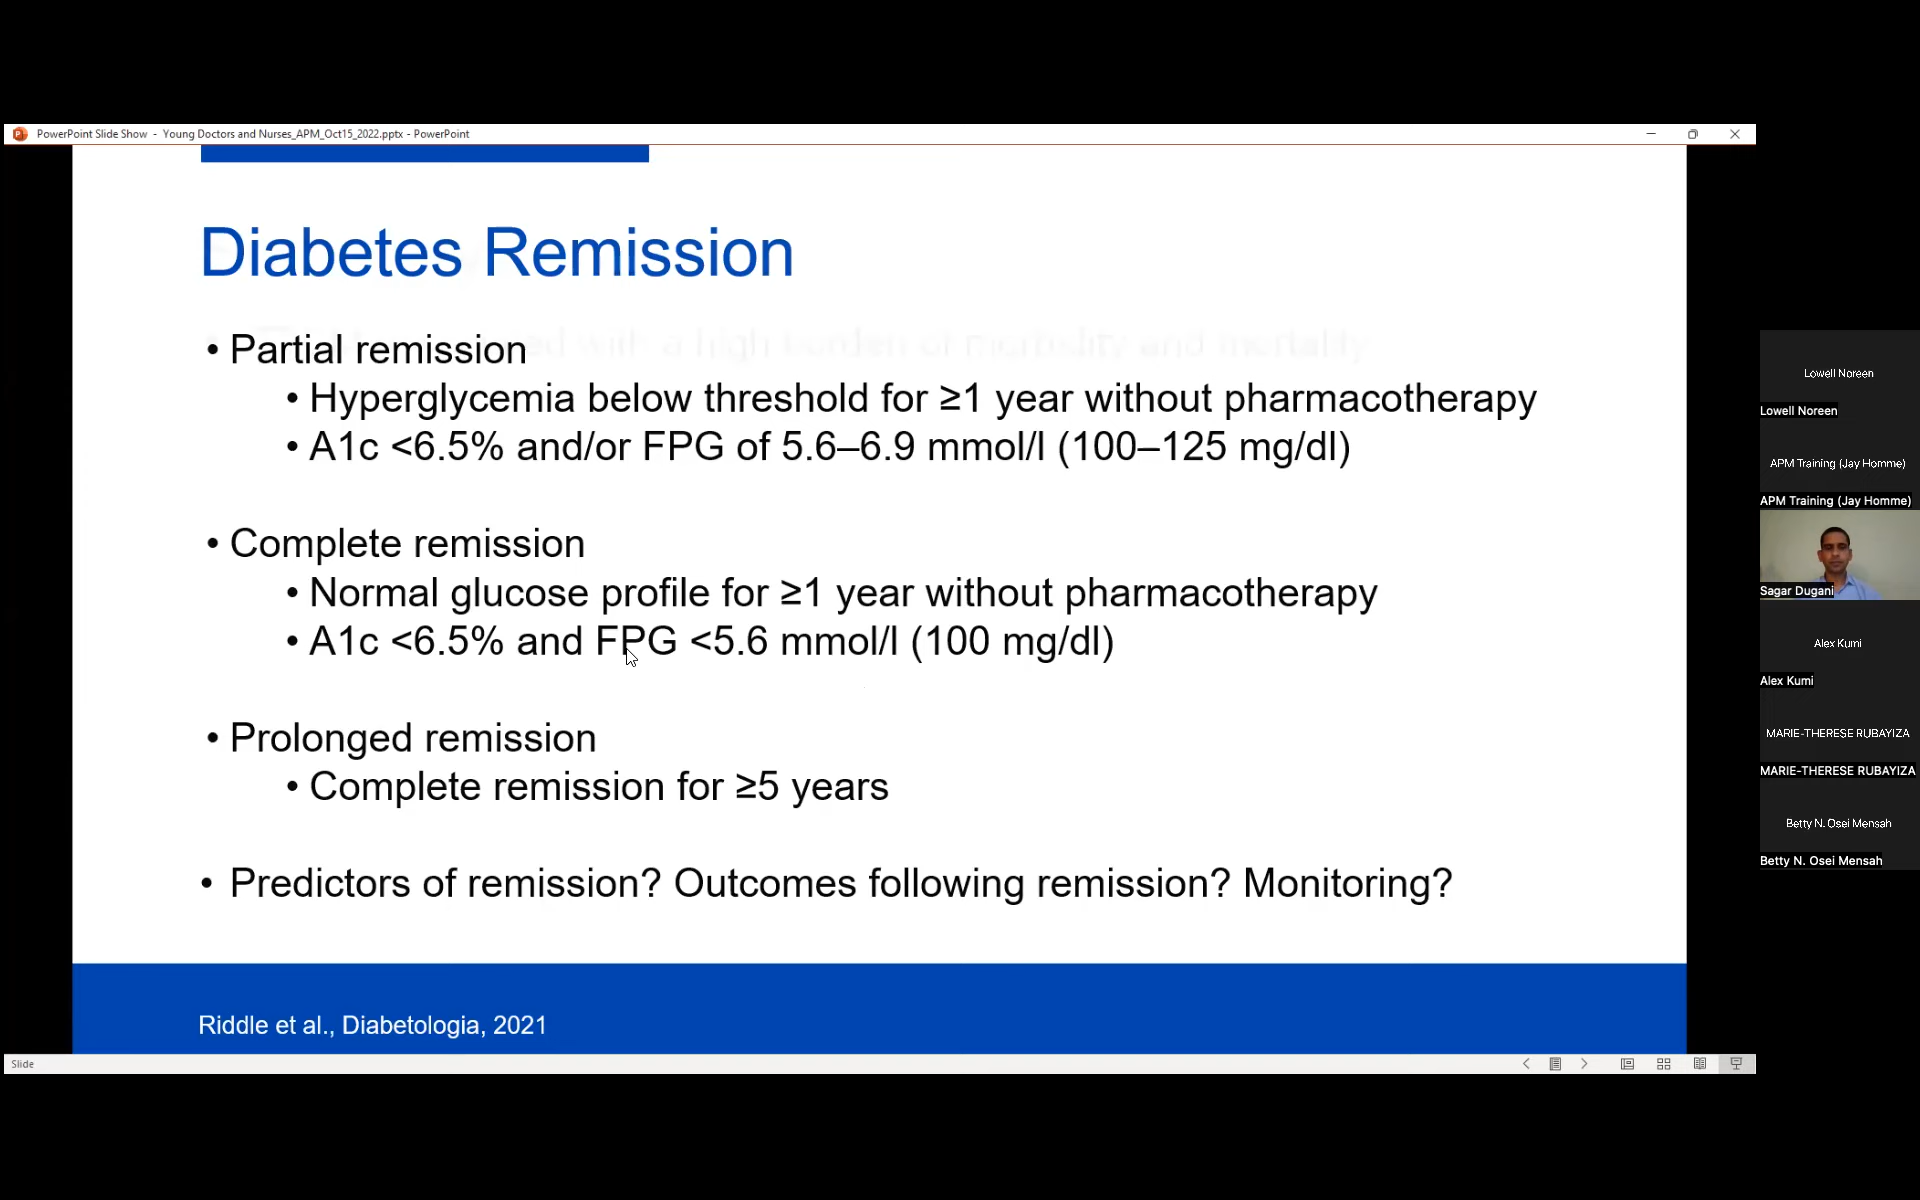 PowerPoint Slide Show - Young Doctors and Nurses_APM_Oct15_2022.pptx - PowerPoint
Diabetes Remission
• Partial remission
• Hyperglycemia below threshold for ≥1 year without pharmacotherapy
• A1c <6.5% and/or FPG of 5.6–6.9 mmol/l (100–125 mg/dl)
• Complete remission
• Normal glucose profile for ≥1 year without pharmacotherapy
• A1c <6.5% and FPG <5.6 mmol/l (100 mg/dl)
• Prolonged remission
• Complete remission for ≥5 years
• Predictors of remission? Outcomes following remission? Monitoring?
Riddle et al., Diabetologia, 2021
Slide
Lowell Noreen
Lowell Noreen
APM Training (Jay Homme)
APM Training (Jay Homme)
Sagar Dugani
Alex Kumi
Alex Kumi
MARIE-THERESE RUBAYIZA
MARIE-THERESE RUBAYIZA
Betty N. Osei Mensah
Betty N. Osei Mensah